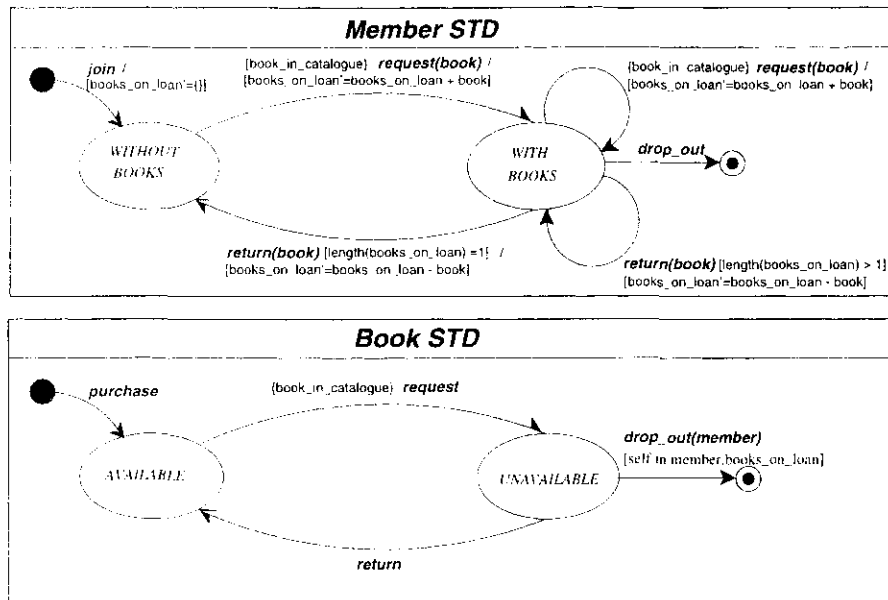 Member STD
join /
[books_on_loan'={}]
{book_in_catalogue} request(book) /
[books_on_loan'=books_on_loan + book]
{book_in_catalogue} request(book) /
[books_on_loan'=books_on_loan + book]
WITHOUT
BOOKS
WITH
BOOKS
drop_out
return(book) [length(books_on_loan) =1] /
[books_on_loan'=books_on_loan - book]
return(book) [length(books_on_loan) > 1]
[books_on_loan'=books_on_loan - book]
Book STD
purchase
{book_in_catalogue} request
drop_out(member)
[self in member.books_on_loan]
AVAILABLE
UNAVAILABLE
return